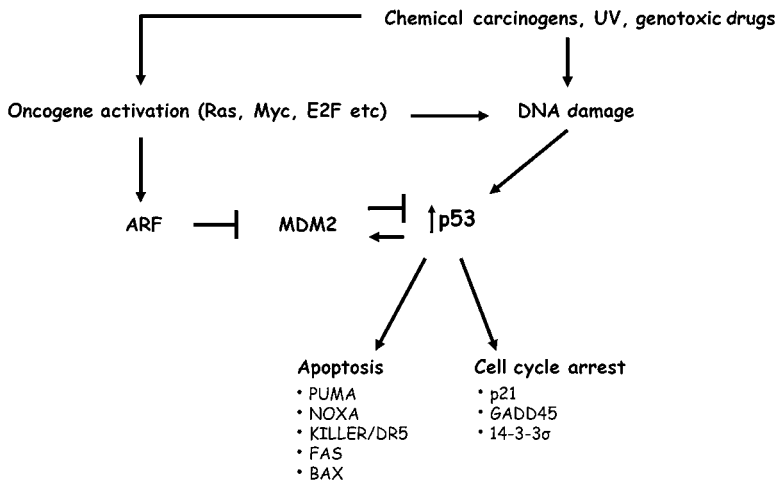 Chemical carcinogens, UV, genotoxic drugs
Oncogene activation (Ras, Myc, E2F etc)
DNA damage
ARF
MDM2
p53
Apoptosis
• PUMA
• NOXA
• KILLER/DR5
• FAS
• BAX
Cell cycle arrest
• p21
• GADD45
• 14-3-3σ